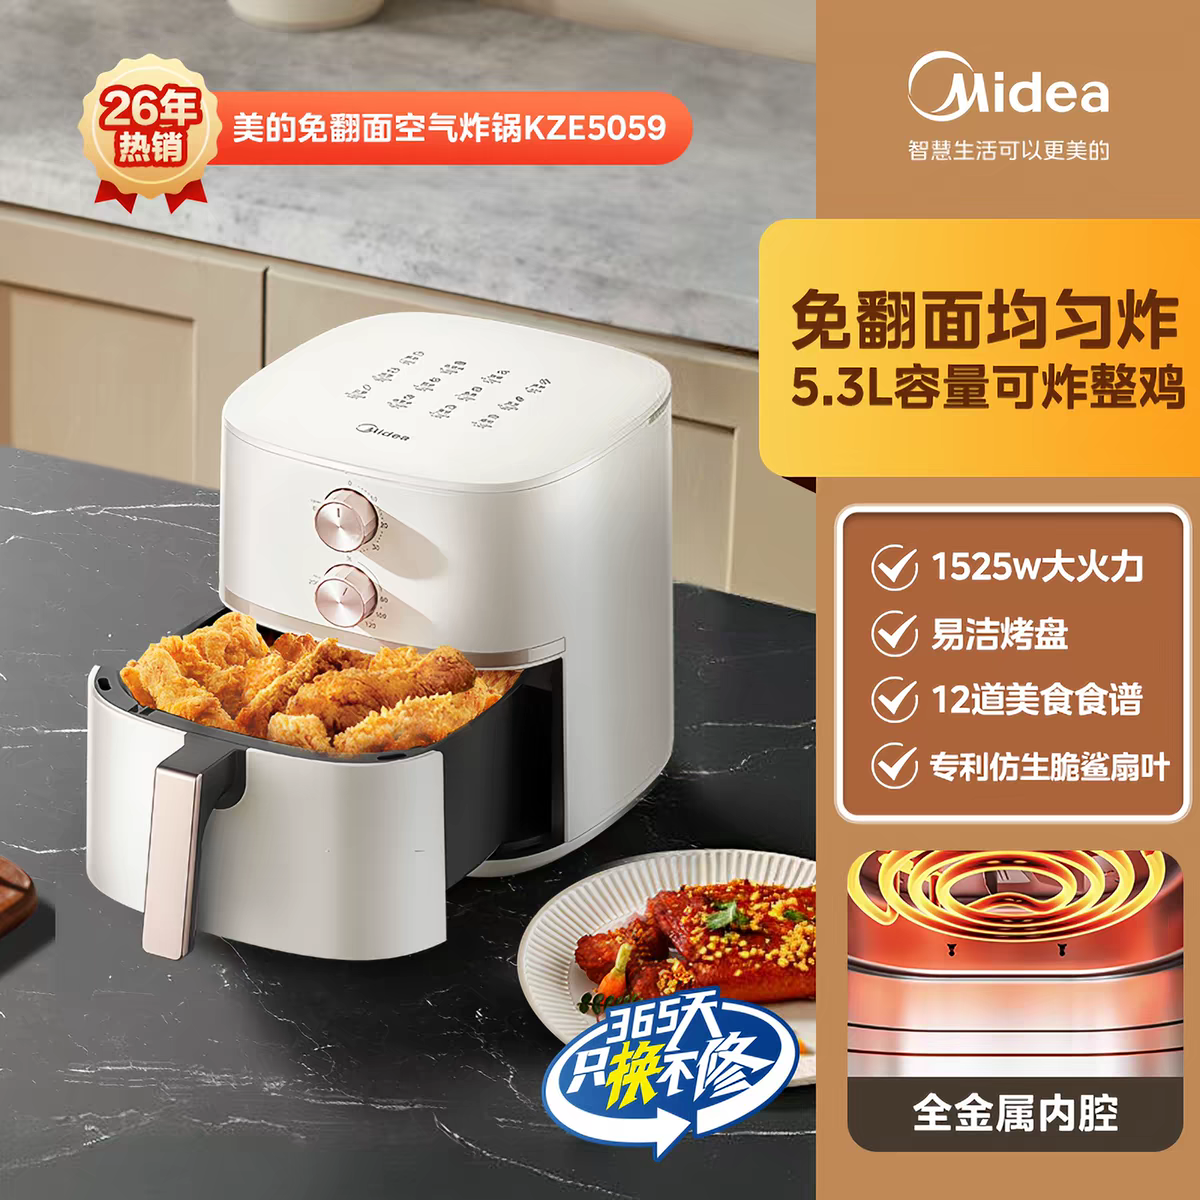 26年
热销
美的免翻面空气炸锅KZE5059
Midea
智慧生活可以更美的
免翻面均匀炸
5.3L容量可炸整鸡
1525w大火力
易洁烤盘
12道美食食谱
专利仿生脆鲨扇叶
Midea
365天
只换不修
全金属内腔